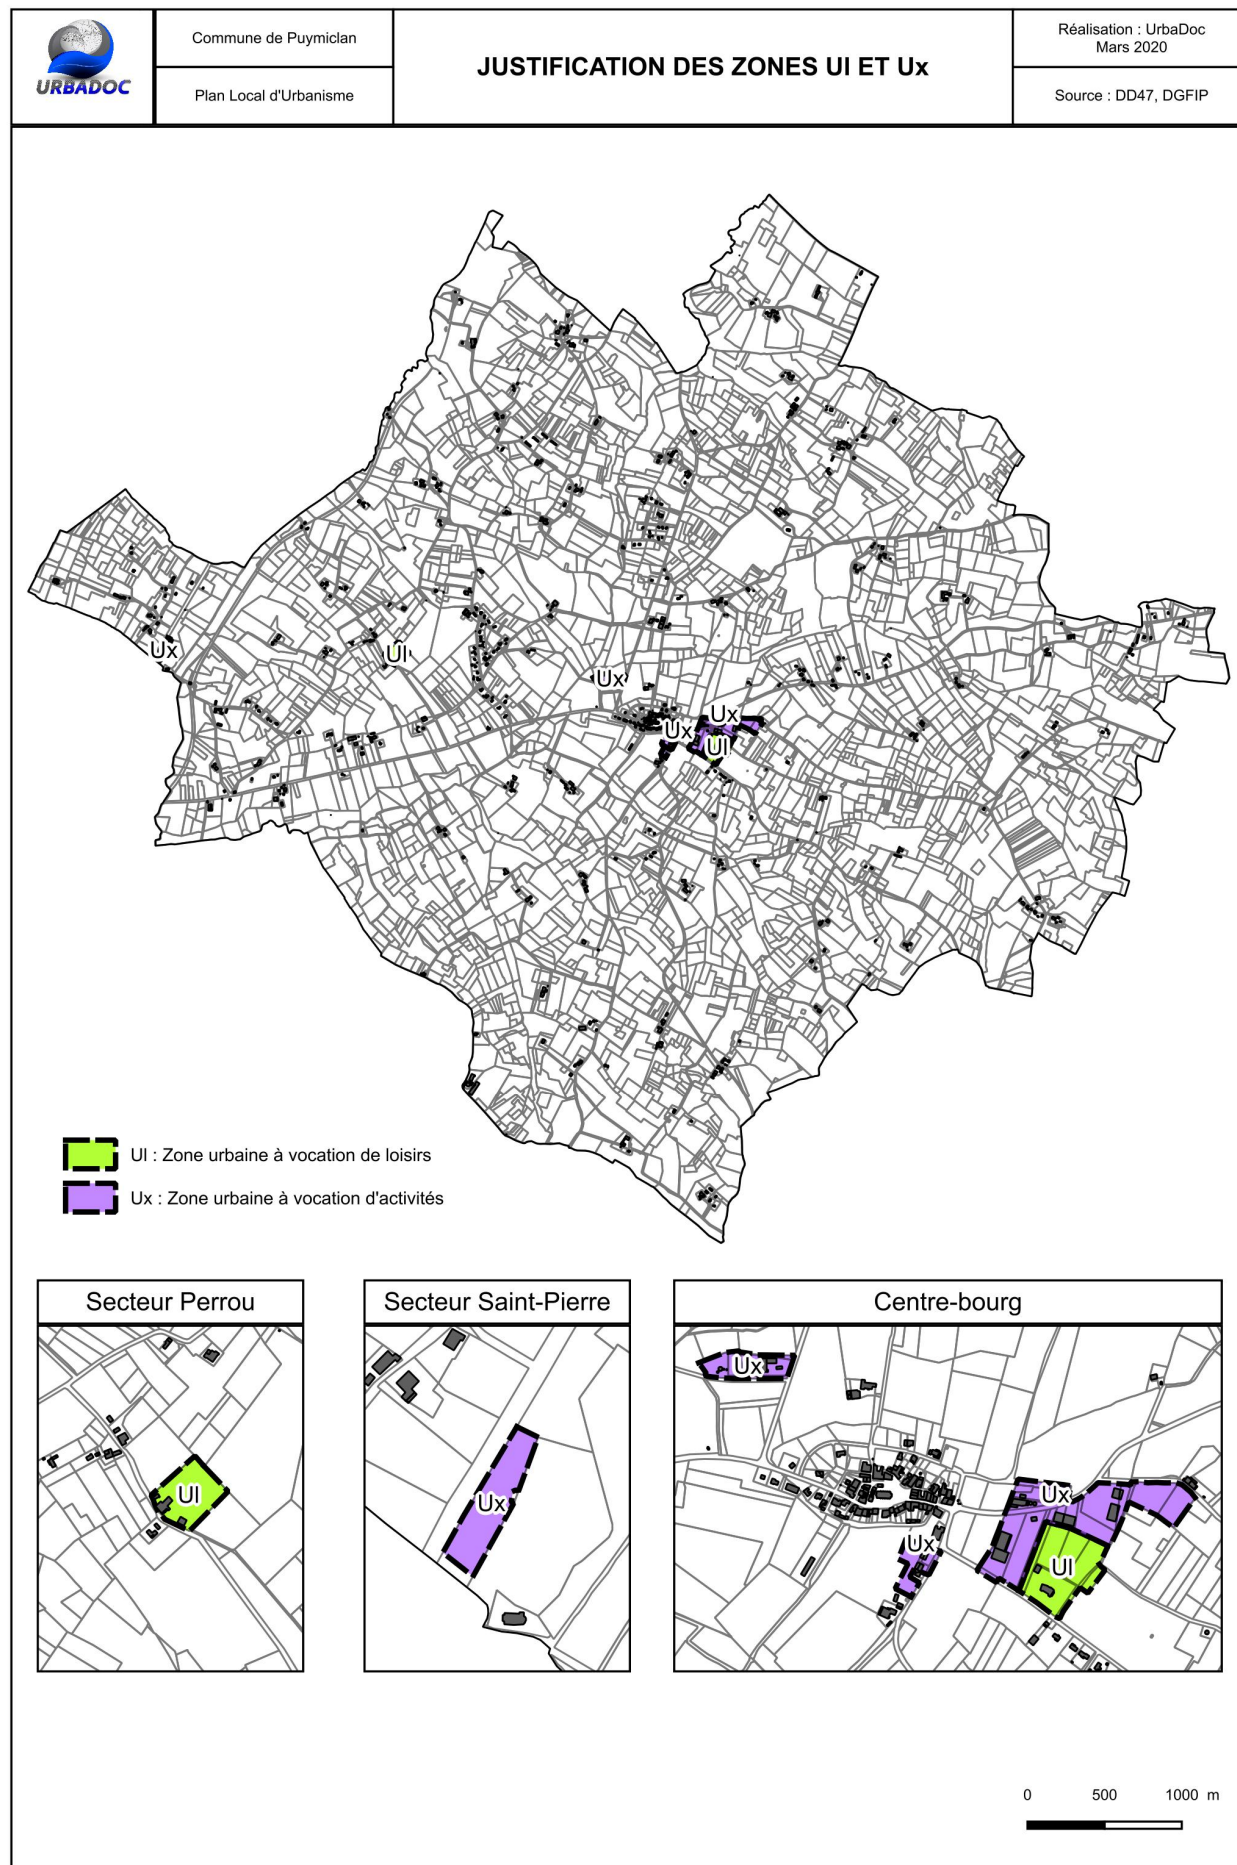 URBADOC
Commune de Puymiclan
Plan Local d'Urbanisme
JUSTIFICATION DES ZONES Ul ET Ux
Réalisation : UrbaDoc
Mars 2020
Source : DD47, DGFIP
Ux
Ul
Ux
Ux
Ux
Ul
Ul : Zone urbaine à vocation de loisirs
Ux : Zone urbaine à vocation d'activités
Secteur Perrou
Ul
Secteur Saint-Pierre
Ux
Centre-bourg
Ux
Ux
Ux
Ul
0 500 1000 m